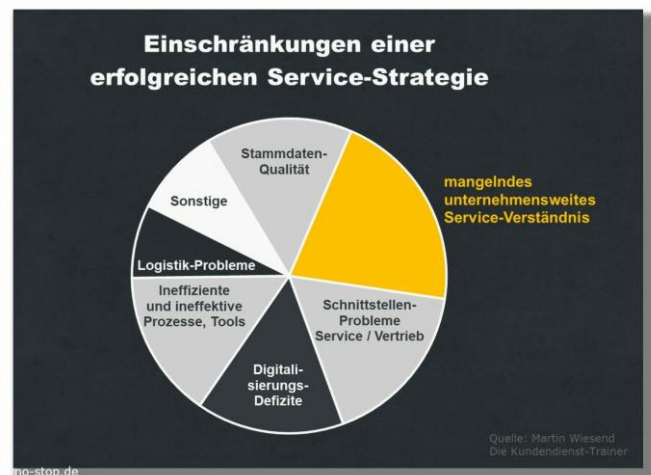 Einschränkungen einer
erfolgreichen Service-Strategie
Stammdaten-
Qualität
mangelndes
unternehmensweites
Service-Verständnis
Sonstige
Logistik-Probleme
Ineffiziente
und ineffektive
Prozesse, Tools
Schnittstellen-
Probleme
Service / Vertrieb
Digitali-
sierungs-
Defizite
Quelle: Martin Wiesend
Die Kundendienst-Trainer
no-stop.de